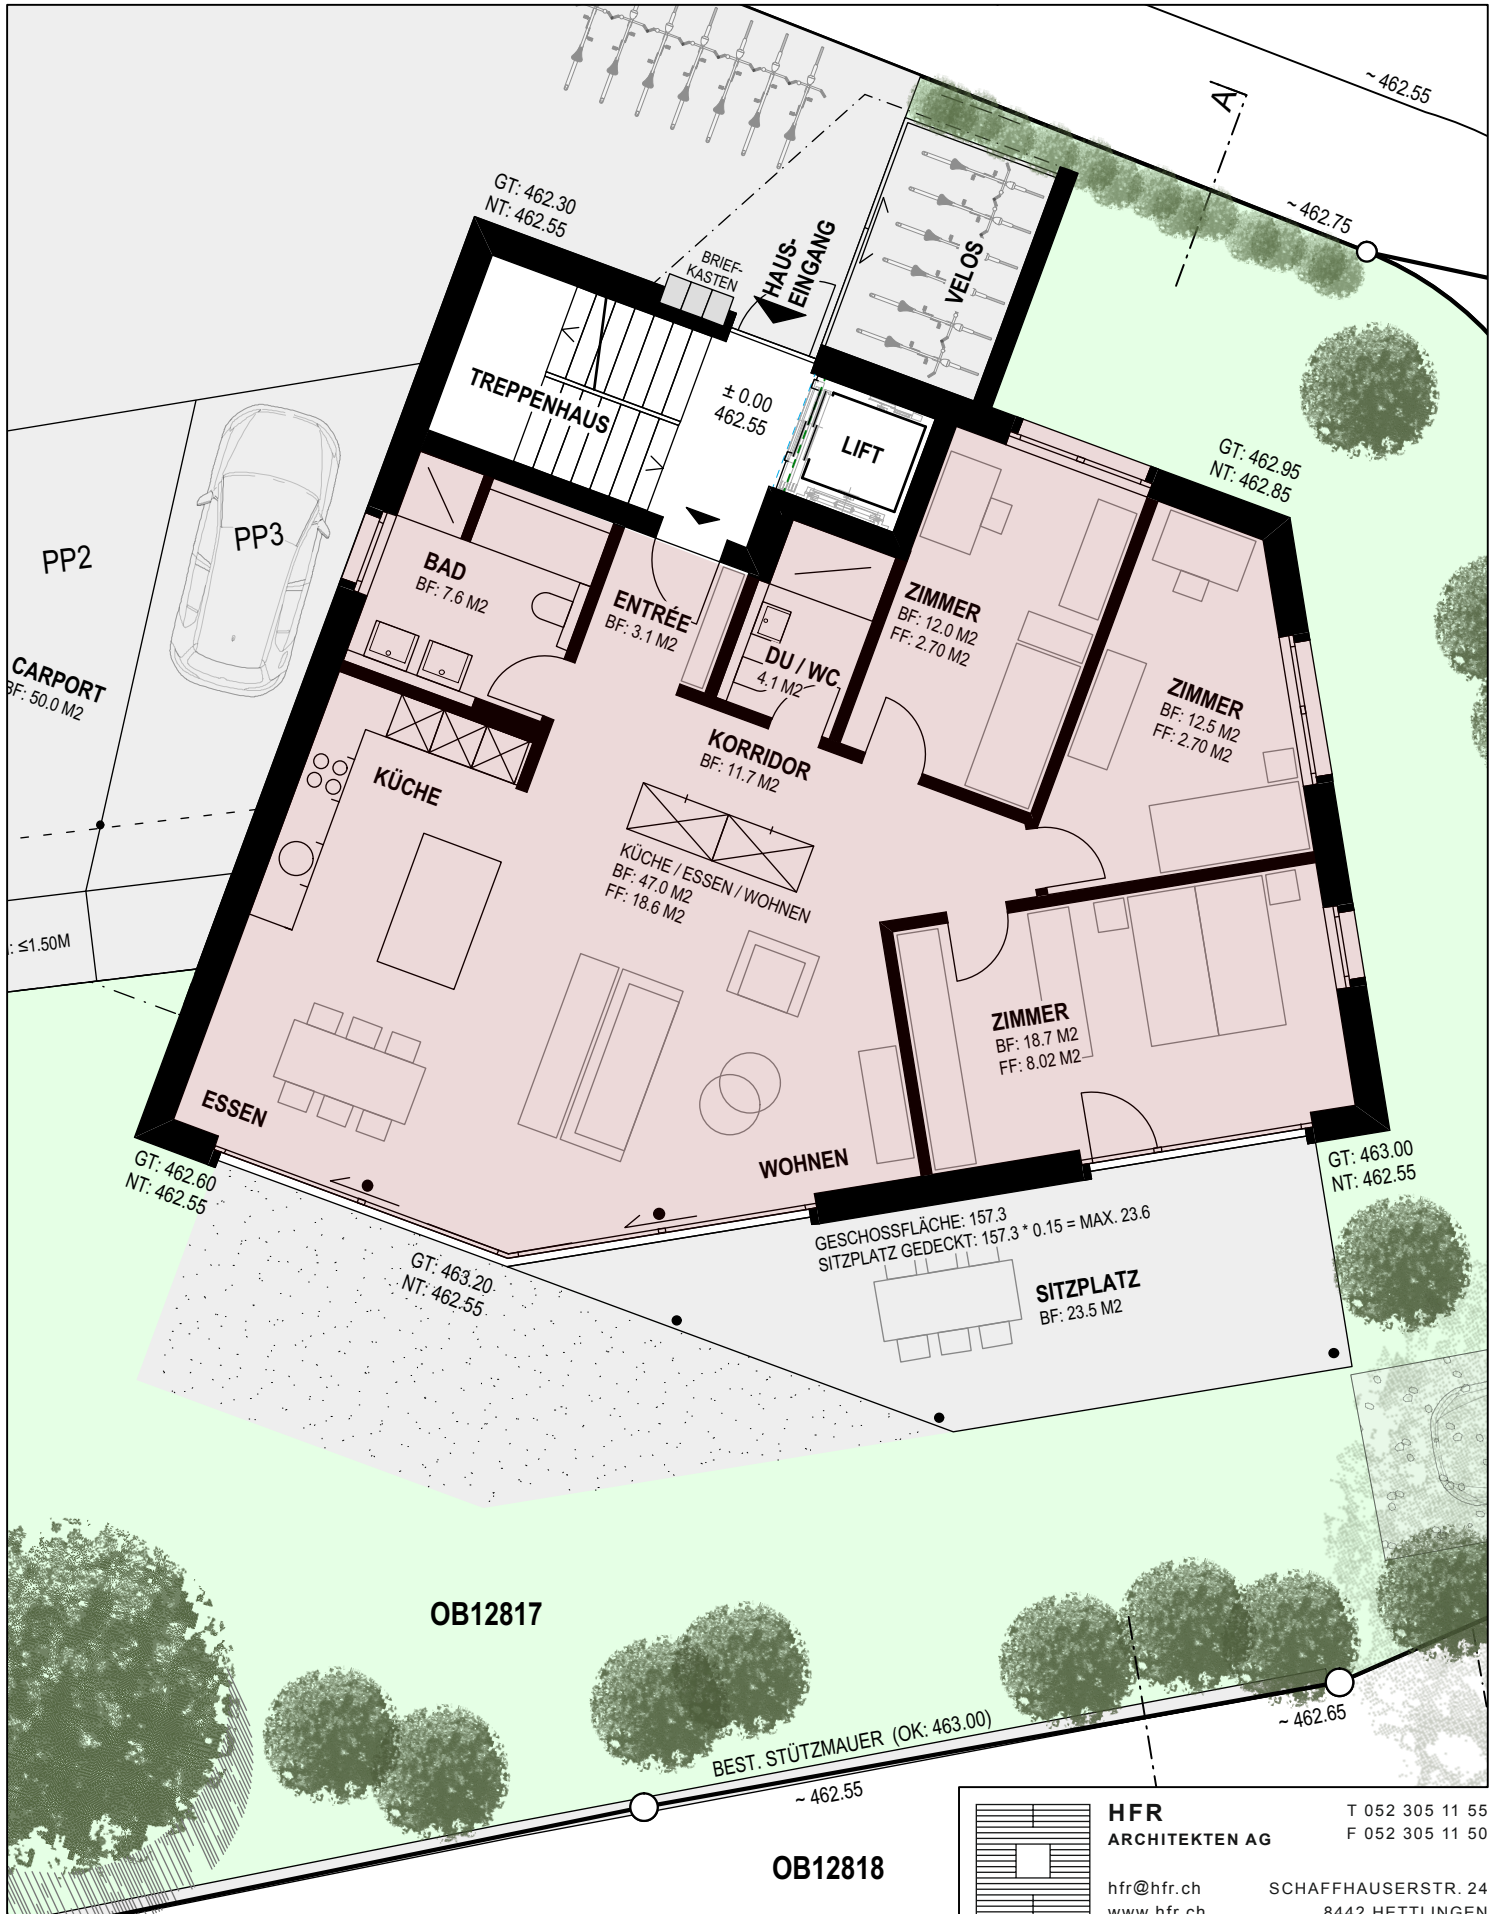 ~ 462.55
A
GT: 462.30
NT: 462.55
~ 462.75
BRIEF-
KASTEN
HAUS-
EINGANG
VELOS
TREPPENHAUS
± 0.00
462.55
LIFT
GT: 462.95
NT: 462.85
PP2
PP3
BAD
BF: 7.6 M2
ENTRÉE
BF: 3.1 M2
ZIMMER
BF: 12.0 M2
FF: 2.70 M2
DU / WC
4.1 M2
CARPORT
BF: 50.0 M2
ZIMMER
BF: 12.5 M2
FF: 2.70 M2
KORRIDOR
BF: 11.7 M2
KÜCHE
KÜCHE / ESSEN / WOHNEN
BF: 47.0 M2
FF: 18.6 M2
: ≤1.50M
ZIMMER
BF: 18.7 M2
FF: 8.02 M2
ESSEN
WOHNEN
GT: 462.60
NT: 462.55
GT: 463.00
NT: 462.55
GESCHOSSFLÄCHE: 157.3
SITZPLATZ GEDECKT: 157.3 * 0.15 = MAX. 23.6
GT: 463.20
NT: 462.55
SITZPLATZ
BF: 23.5 M2
OB12817
BEST. STÜTZMAUER (OK: 463.00)
~ 462.65
~ 462.55
OB12818
HFR
ARCHITEKTEN AG
T 052 305 11 55
F 052 305 11 50
hfr@hfr.ch
SCHAFFHAUSERSTR. 24
www.hfr.ch
8442 HETTLINGEN